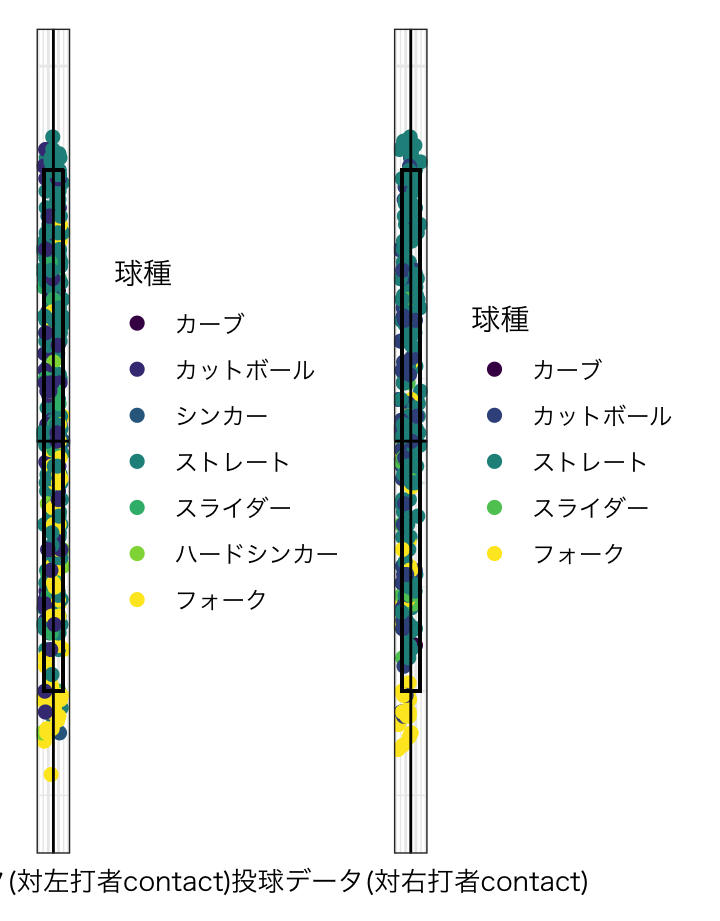 球種
カーブ
カットボール
シンカー
ストレート
スライダー
ハードシンカー
フォーク
球種
カーブ
カットボール
ストレート
スライダー
フォーク
(対左打者contact)投球データ(対右打者contact)